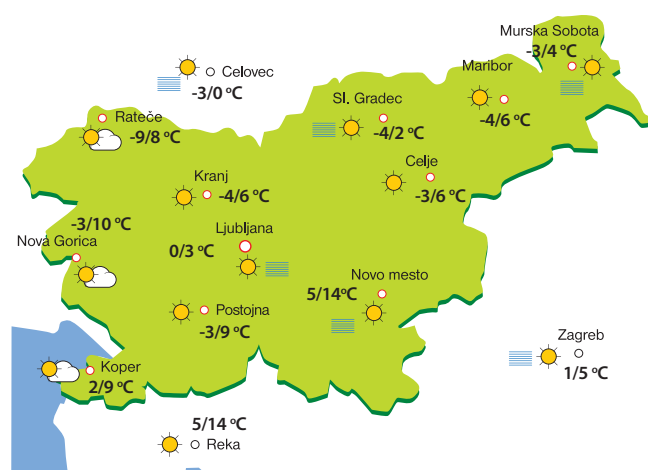 Murska Sobota
-3/4 °C
Celovec
-3/0 °C
Maribor
-4/6 °C
Sl. Gradec
-4/2 °C
Rateče
-9/8 °C
Celje
-3/6 °C
Kranj
-4/6 °C
-3/10 °C
Nova Gorica
Ljubljana
0/3 °C
Novo mesto
5/14°C
Postojna
-3/9 °C
Zagreb
1/5 °C
Koper
2/9 °C
5/14 °C
Reka